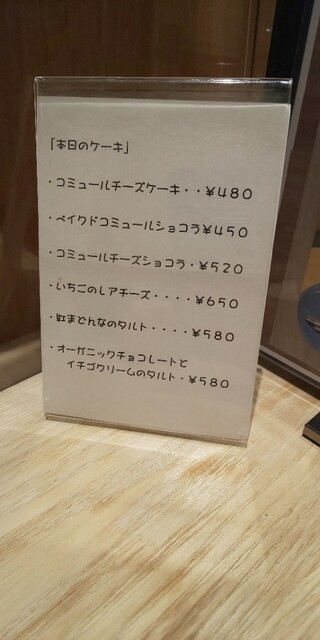 「本日のケーキ」
・コミュールチーズケーキ・・￥480
・ベイクドコミュールショコラ￥450
・コミュールチーズショコラ・￥520
・いちごのレアチーズ・・・・￥650
・紅まどんなのタルト・・・・￥580
・オーガニックチョコレートと
イチゴクリームのタルト・￥580